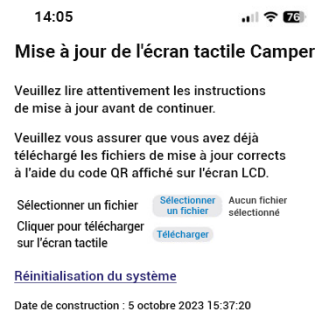 14:05
76
Mise à jour de l'écran tactile Camper
Veuillez lire attentivement les instructions
de mise à jour avant de continuer.
Veuillez vous assurer que vous avez déjà
téléchargé les fichiers de mise à jour corrects
à l'aide du code QR affiché sur l'écran LCD.
Sélectionner un fichier
Sélectionner
un fichier
Aucun fichier
sélectionné
Cliquer pour télécharger
sur l'écran tactile
Télécharger
Réinitialisation du système
Date de construction : 5 octobre 2023 15:37:20